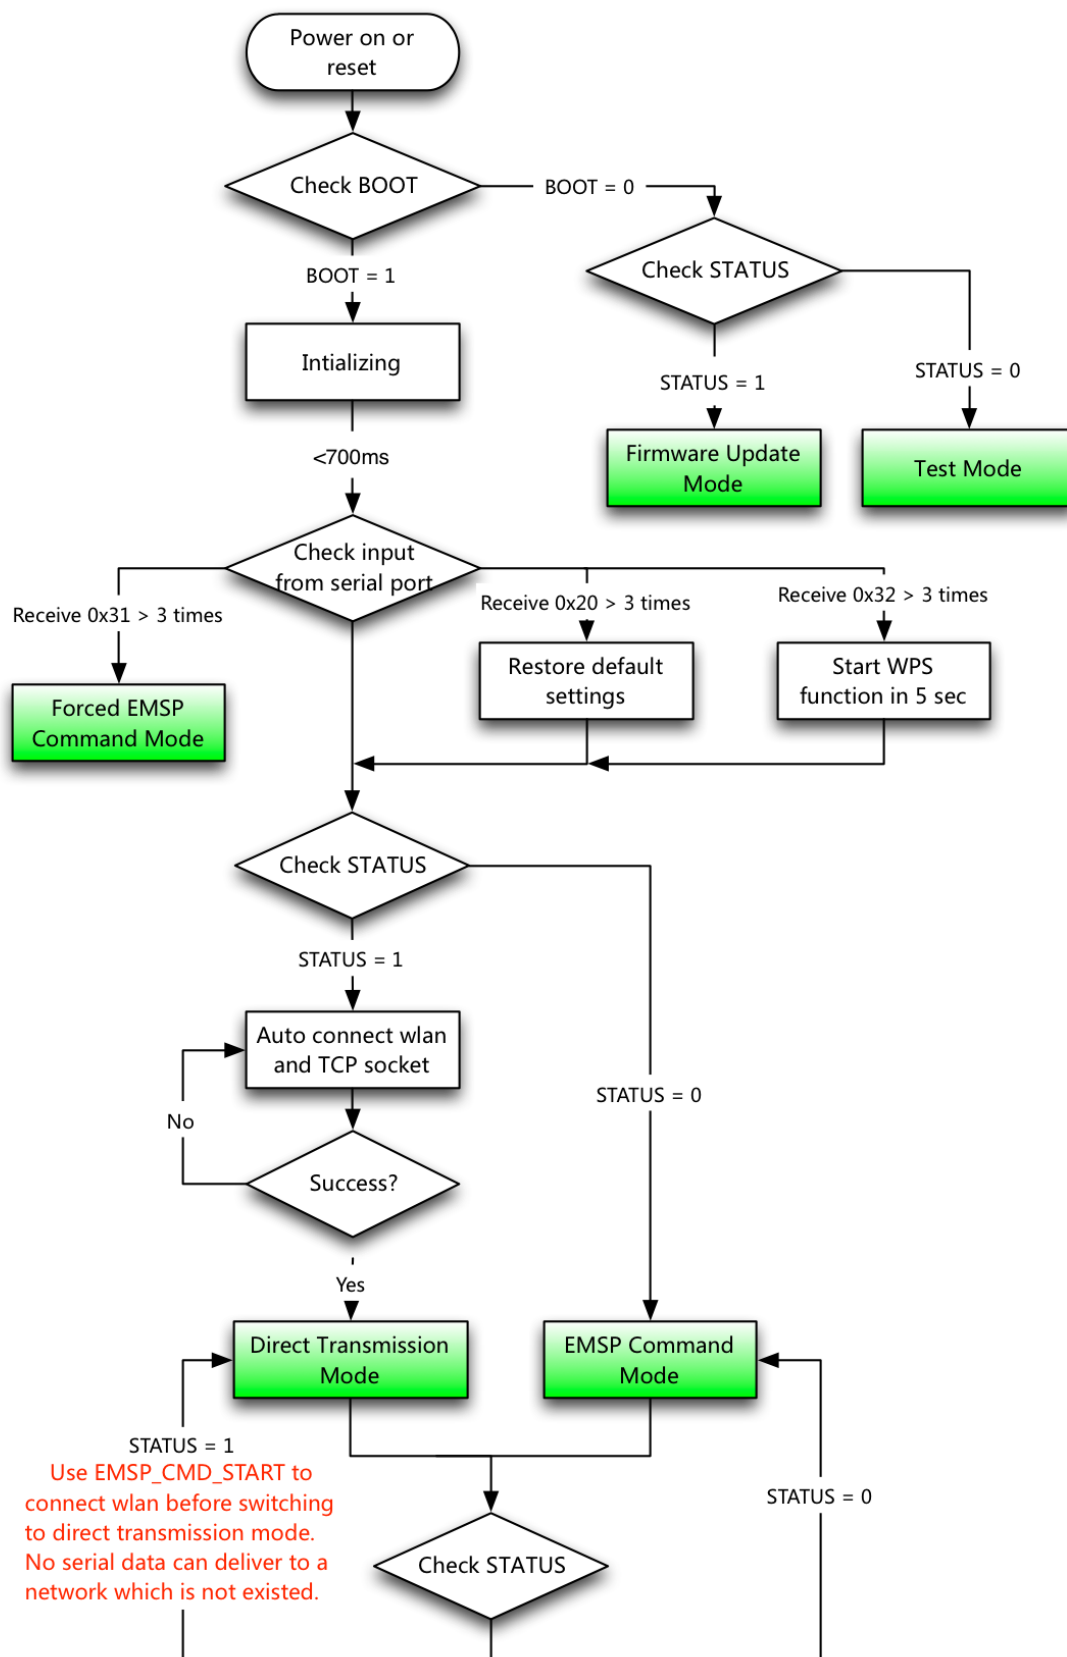 Power on or
reset
Check BOOT
BOOT = 0
BOOT = 1
Check STATUS
Intializing
STATUS = 1
STATUS = 0
<700ms
Firmware Update
Mode
Test Mode
Check input
from serial port
Receive 0x31 > 3 times
Receive 0x20 > 3 times
Receive 0x32 > 3 times
Forced EMSP
Command Mode
Restore default
settings
Start WPS
function in 5 sec
Check STATUS
STATUS = 1
Auto connect wlan
and TCP socket
STATUS = 0
No
Success?
Yes
Direct Transmission
Mode
EMSP Command
Mode
STATUS = 1
Use EMSP_CMD_START to
connect wlan before switching
to direct transmission mode.
No serial data can deliver to a
network which is not existed.
STATUS = 0
Check STATUS